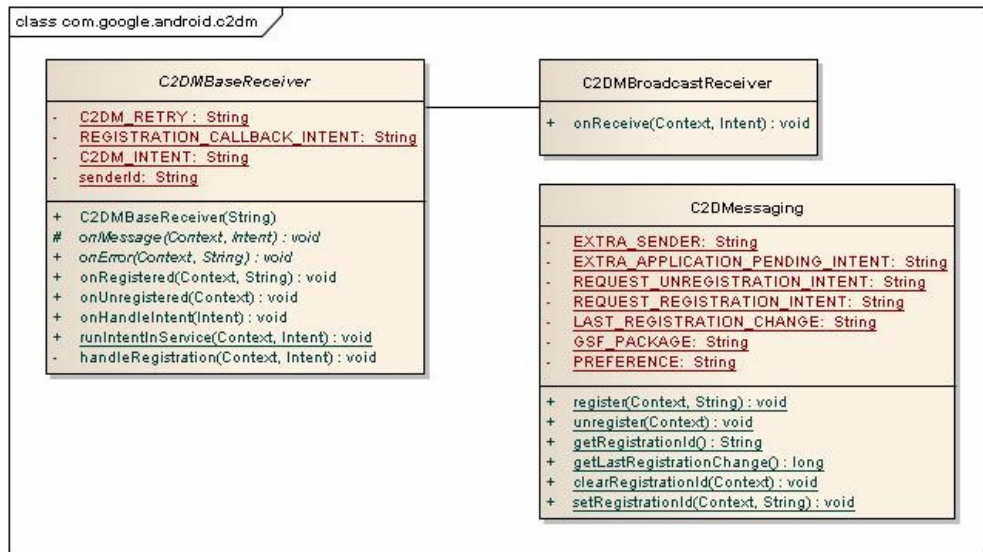 class com.google.android.c2dm
C2DMBaseReceiver
- C2DM_RETRY: String
- REGISTRATION_CALLBACK_INTENT: String
- C2DM_INTENT: String
- senderId: String
+ C2DMBaseReceiver(String)
# onMessage(Context, Intent) : void
+ onError(Context, String) : void
+ onRegistered(Context, String) : void
+ onUnregistered(Context) : void
+ onHandleIntent(Intent) : void
+ runIntentInService(Context, Intent) : void
- handleRegistration(Context, Intent) : void
C2DMBroadcastReceiver
+ onReceive(Context, Intent) : void
C2DMessaging
- EXTRA_SENDER: String
- EXTRA_APPLICATION_PENDING_INTENT: String
- REQUEST_UNREGISTRATION_INTENT: String
- REQUEST_REGISTRATION_INTENT: String
- LAST_REGISTRATION_CHANGE: String
- GSF_PACKAGE: String
- PREFERENCE: String
+ register(Context, String) : void
+ unregister(Context) : void
+ getRegistrationId() : String
+ getLastRegistrationChange() : long
+ clearRegistrationId(Context) : void
+ setRegistrationId(Context, String) : void